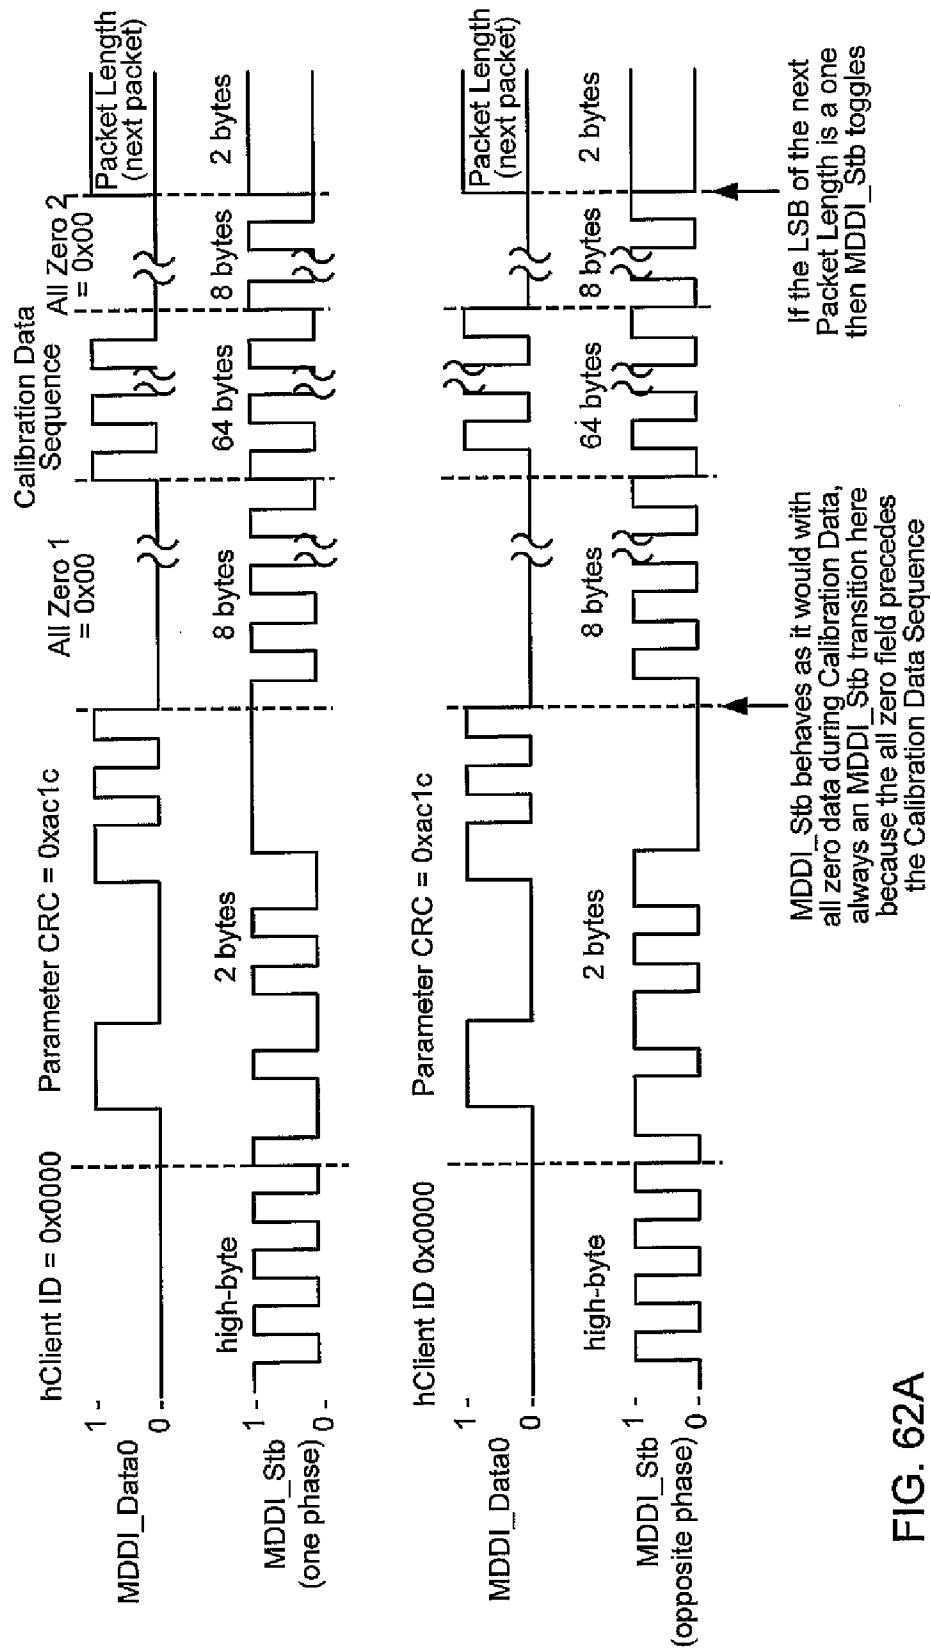 hClient ID = 0x0000
Parameter CRC = 0xac1c
All Zero 1
= 0x00
Calibration Data
Sequence
All Zero 2
= 0x00
MDDI_Data0
1 -
0 -
Packet Length
(next packet)
MDDI_Stb
(one phase)
1 -
0 -
high-byte
2 bytes
8 bytes
64 bytes
8 bytes
2 bytes
hClient ID 0x0000
Parameter CRC = 0xac1c
MDDI_Data0
1 -
0 -
Packet Length
(next packet)
MDDI_Stb
(opposite phase)
1 -
0 -
high-byte
2 bytes
8 bytes
64 bytes
8 bytes
2 bytes
MDDI_Stb behaves as it would with
all zero data during Calibration Data,
always an MDDI_Stb transition here
because the all zero field precedes
the Calibration Data Sequence
If the LSB of the next
Packet Length is a one
then MDDI_Stb toggles
FIG. 62A